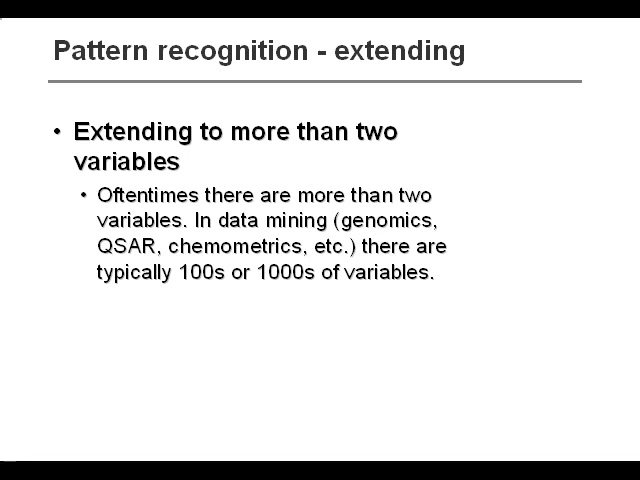 Pattern recognition - extending
• Extending to more than two
variables
• Oftentimes there are more than two
variables. In data mining (genomics,
QSAR, chemometrics, etc.) there are
typically 100s or 1000s of variables.